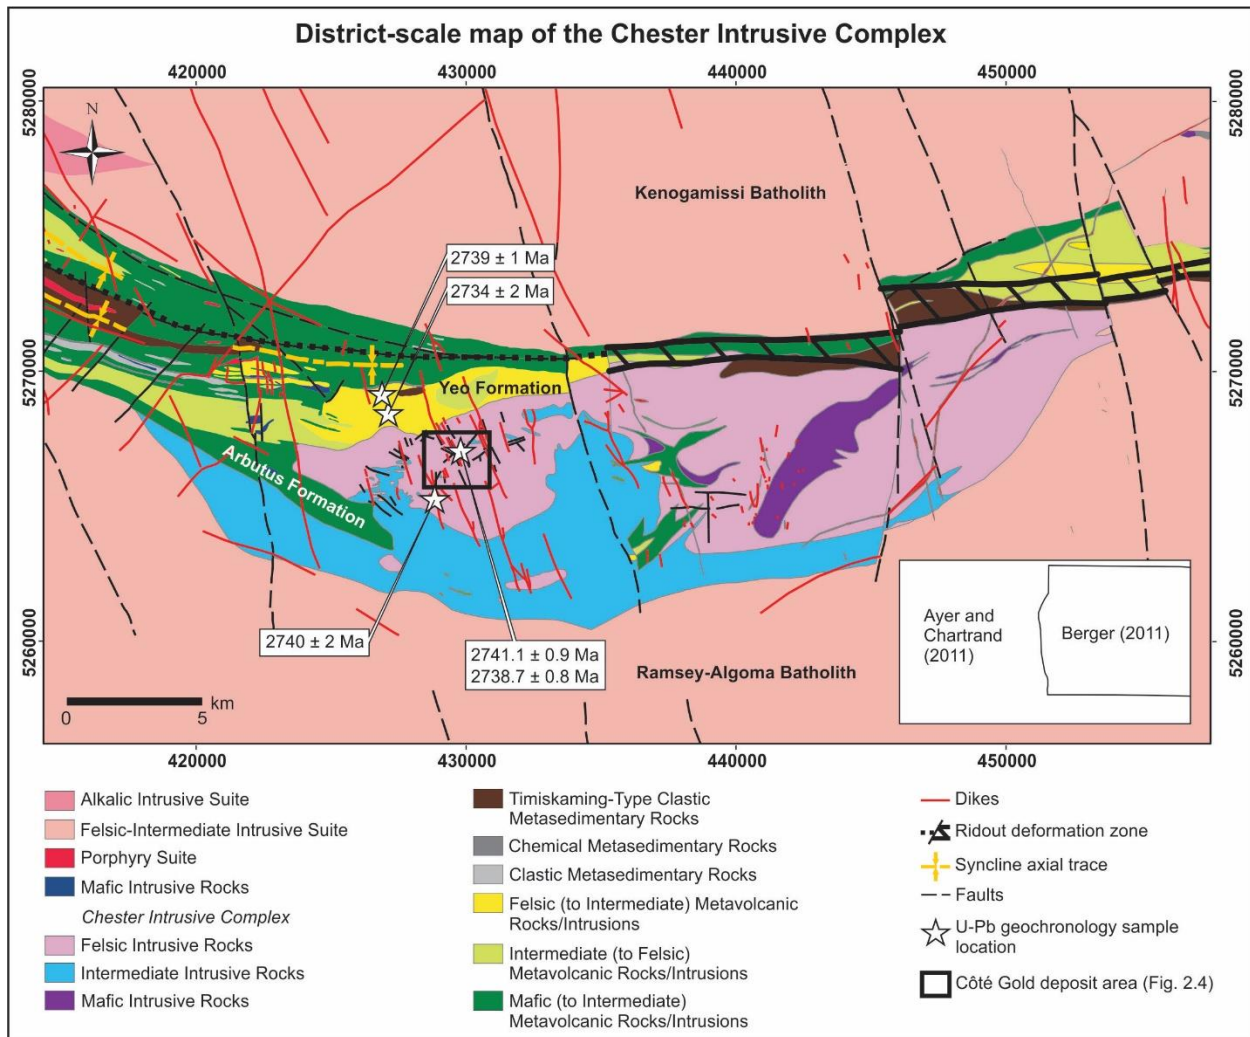 District-scale map of the Chester Intrusive Complex
420000
430000
440000
450000
5280000
5280000
N
Kenogamissi Batholith
2739 ± 1 Ma
2734 ± 2 Ma
5270000
5270000
Yeo Formation
Arbutus Formation
2740 ± 2 Ma
2741.1 ± 0.9 Ma
2738.7 ± 0.8 Ma
Ramsey-Algoma Batholith
Ayer and
Chartrand
(2011)
Berger (2011)
5260000
5260000
0 5 km
420000
430000
440000
450000
Alkalic Intrusive Suite
Felsic-Intermediate Intrusive Suite
Porphyry Suite
Mafic Intrusive Rocks
Chester Intrusive Complex
Felsic Intrusive Rocks
Intermediate Intrusive Rocks
Mafic Intrusive Rocks
Timiskaming-Type Clastic
Metasedimentary Rocks
Chemical Metasedimentary Rocks
Clastic Metasedimentary Rocks
Felsic (to Intermediate) Metavolcanic
Rocks/Intrusions
Intermediate (to Felsic)
Metavolcanic Rocks/Intrusions
Mafic (to Intermediate)
Metavolcanic Rocks/Intrusions
Dikes
Ridout deformation zone
Syncline axial trace
Faults
U-Pb geochronology sample
location
Côté Gold deposit area (Fig. 2.4)